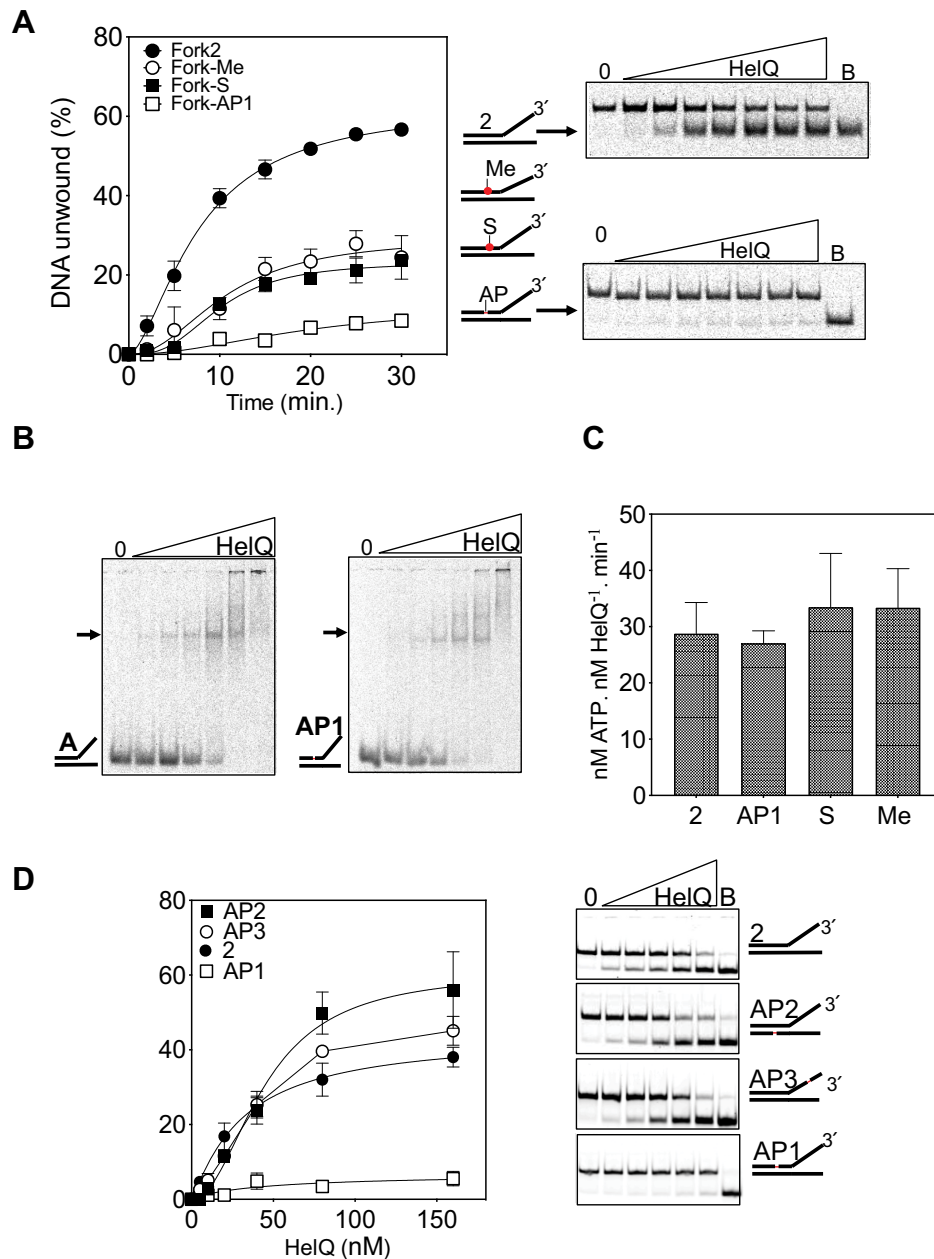 A
80
60
40
20
0
DNA unwound (%)
Fork2
Fork-Me
Fork-S
Fork-AP1
0 10 20 30
Time (min.)
2 3′
Me 3′
S 3′
AP 3′
0 HelQ B
0 HelQ B
B
0 HelQ
A
0 HelQ
AP1
C
50
40
30
20
10
0
nM ATP. nM HelQ⁻¹. min⁻¹
2 AP1 S Me
D
80
60
40
20
0
AP2
AP3
2
AP1
0 50 100 150
HelQ (nM)
0 HelQ B
2 3′
AP2 3′
AP3 3′
AP1 3′